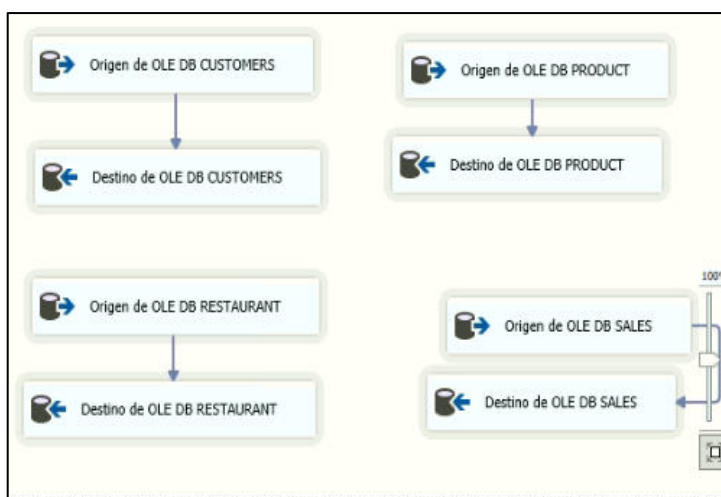 Origen de OLE DB CUSTOMERS
Origen de OLE DB PRODUCT
Destino de OLE DB CUSTOMERS
Destino de OLE DB PRODUCT
Origen de OLE DB RESTAURANT
Origen de OLE DB SALES
Destino de OLE DB RESTAURANT
Destino de OLE DB SALES
100%